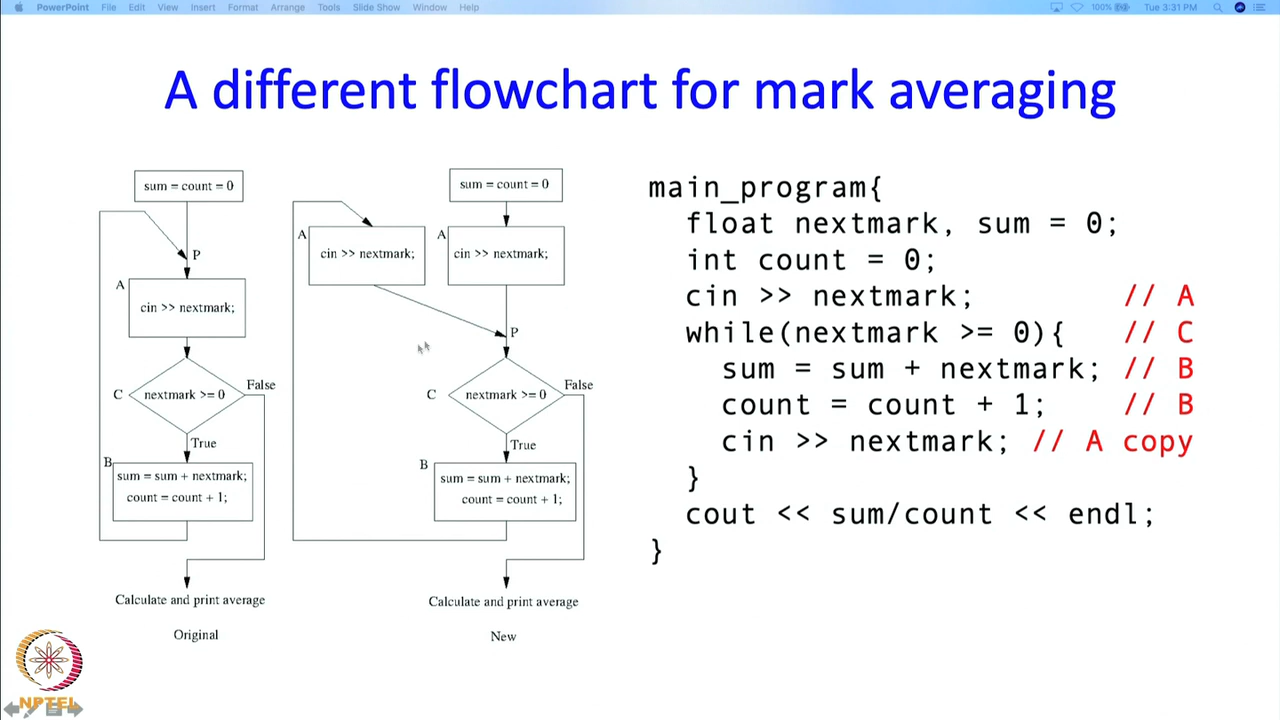 PowerPoint File Edit View Insert Format Arrange Tools Slide Show Window Help 100% Tue 3:31 PM
A different flowchart for mark averaging
sum = count = 0
P
A
cin >> nextmark;
C
nextmark >= 0
False
True
B
sum = sum + nextmark;
count = count + 1;
Calculate and print average
Original
sum = count = 0
A
cin >> nextmark;
A
cin >> nextmark;
P
C
nextmark >= 0
False
True
B
sum = sum + nextmark;
count = count + 1;
Calculate and print average
New
main_program{
float nextmark, sum = 0;
int count = 0;
cin >> nextmark; // A
while(nextmark >= 0){ // C
sum = sum + nextmark; // B
count = count + 1; // B
cin >> nextmark; // A copy
}
cout << sum/count << endl;
}
NPTEL